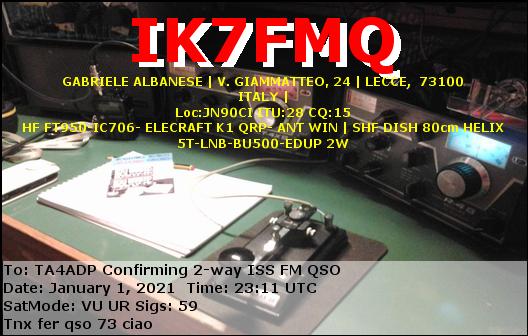 IK7FMQ
GABRIELE ALBANESE | V. GIAMMATTEO, 24 | LECCE,  73100
ITALY |
Loc:JN90CI ITU:28 CQ:15
HF FT950-IC706- ELECRAFT K1 QRP- ANT WIN | SHF DISH 80cm HELIX
5T-LNB-BU500-EDUP 2W
To: TA4ADP Confirming 2-way ISS FM QSO
Date: January 1, 2021  Time: 23:11 UTC
SatMode: VU UR Sigs: 59
Tnx fer qso 73 ciao